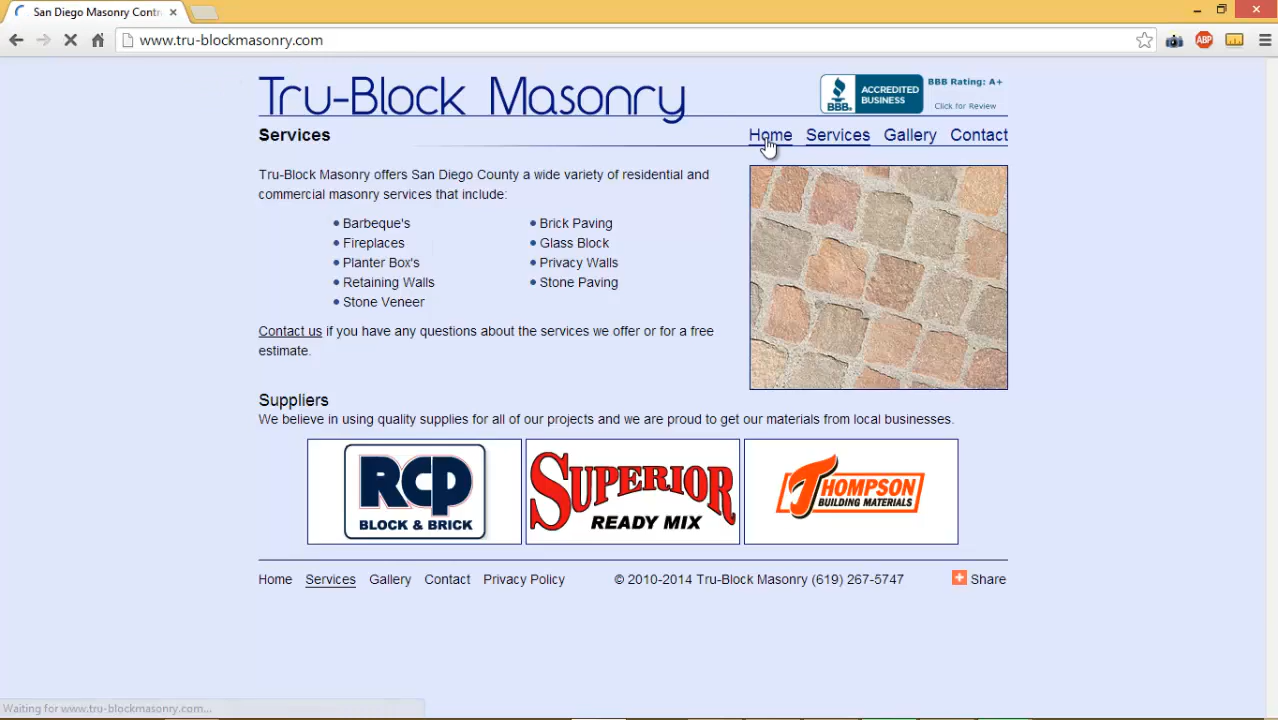 San Diego Masonry Contr
www.tru-blockmasonry.com
ABP
Tru-Block Masonry
BBB.
ACCREDITED
BUSINESS
BBB Rating: A+
Click for Review
Services
Home Services Gallery Contact
Tru-Block Masonry offers San Diego County a wide variety of residential and
commercial masonry services that include:
• Barbeque's
• Fireplaces
• Planter Box's
• Retaining Walls
• Stone Veneer
• Brick Paving
• Glass Block
• Privacy Walls
• Stone Paving
Contact us if you have any questions about the services we offer or for a free
estimate.
Suppliers
We believe in using quality supplies for all of our projects and we are proud to get our materials from local businesses.
RCP
BLOCK & BRICK
SUPERIOR
READY MIX
THOMPSON
BUILDING MATERIALS
Home Services Gallery Contact Privacy Policy © 2010-2014 Tru-Block Masonry (619) 267-5747 Share
Waiting for www.tru-blockmasonry.com...